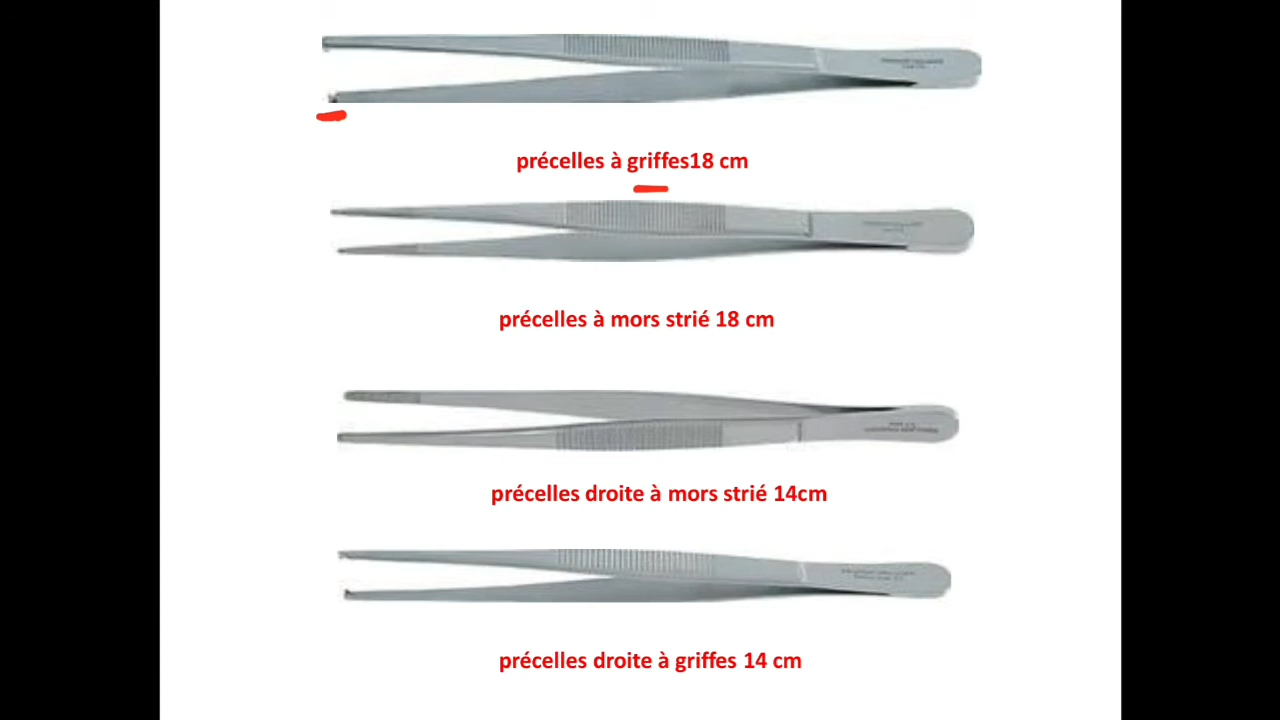 précelles à griffes18 cm
précelles à mors strié 18 cm
précelles droite à mors strié 14cm
précelles droite à griffes 14 cm